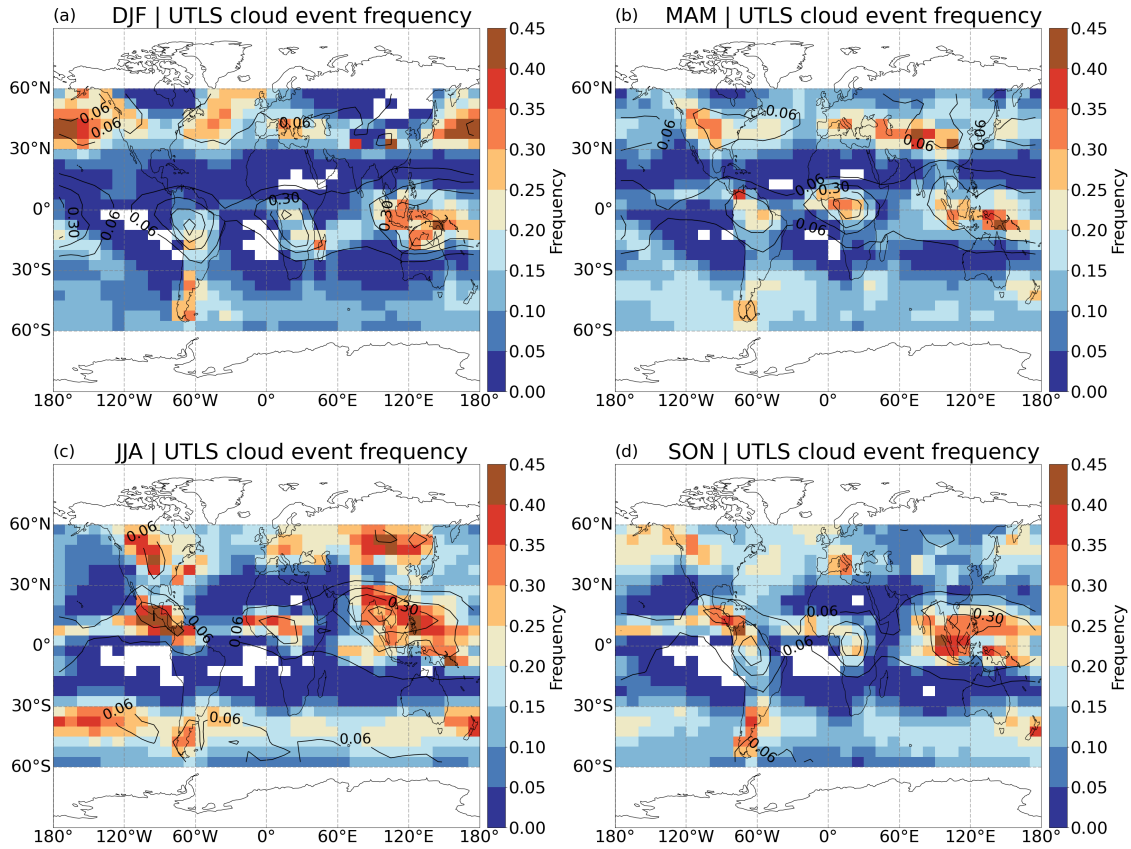 (a) DJF | UTLS cloud event frequency
60°N
30°N
0°
30°S
60°S
180° 120°W 60°W 0° 60°E 120°E 180°
0.06
0.06
0.06
0.30
0.30
0.30
0.06
0.06
0.45
0.40
0.35
0.30
0.25
0.20
0.15
0.10
0.05
0.00
Frequency
(b) MAM | UTLS cloud event frequency
60°N
30°N
0°
30°S
60°S
180° 120°W 60°W 0° 60°E 120°E 180°
0.06
0.06
0.06
0.06
0.06
0.30
0.06
0.45
0.40
0.35
0.30
0.25
0.20
0.15
0.10
0.05
0.00
Frequency
(c) JJA | UTLS cloud event frequency
60°N
30°N
0°
30°S
60°S
180° 120°W 60°W 0° 60°E 120°E 180°
0.06
0.30
0.06
0.06
0.06
0.06
0.06
0.45
0.40
0.35
0.30
0.25
0.20
0.15
0.10
0.05
0.00
Frequency
(d) SON | UTLS cloud event frequency
60°N
30°N
0°
30°S
60°S
180° 120°W 60°W 0° 60°E 120°E 180°
0.06
0.30
0.06
0.06
0.45
0.40
0.35
0.30
0.25
0.20
0.15
0.10
0.05
0.00
Frequency